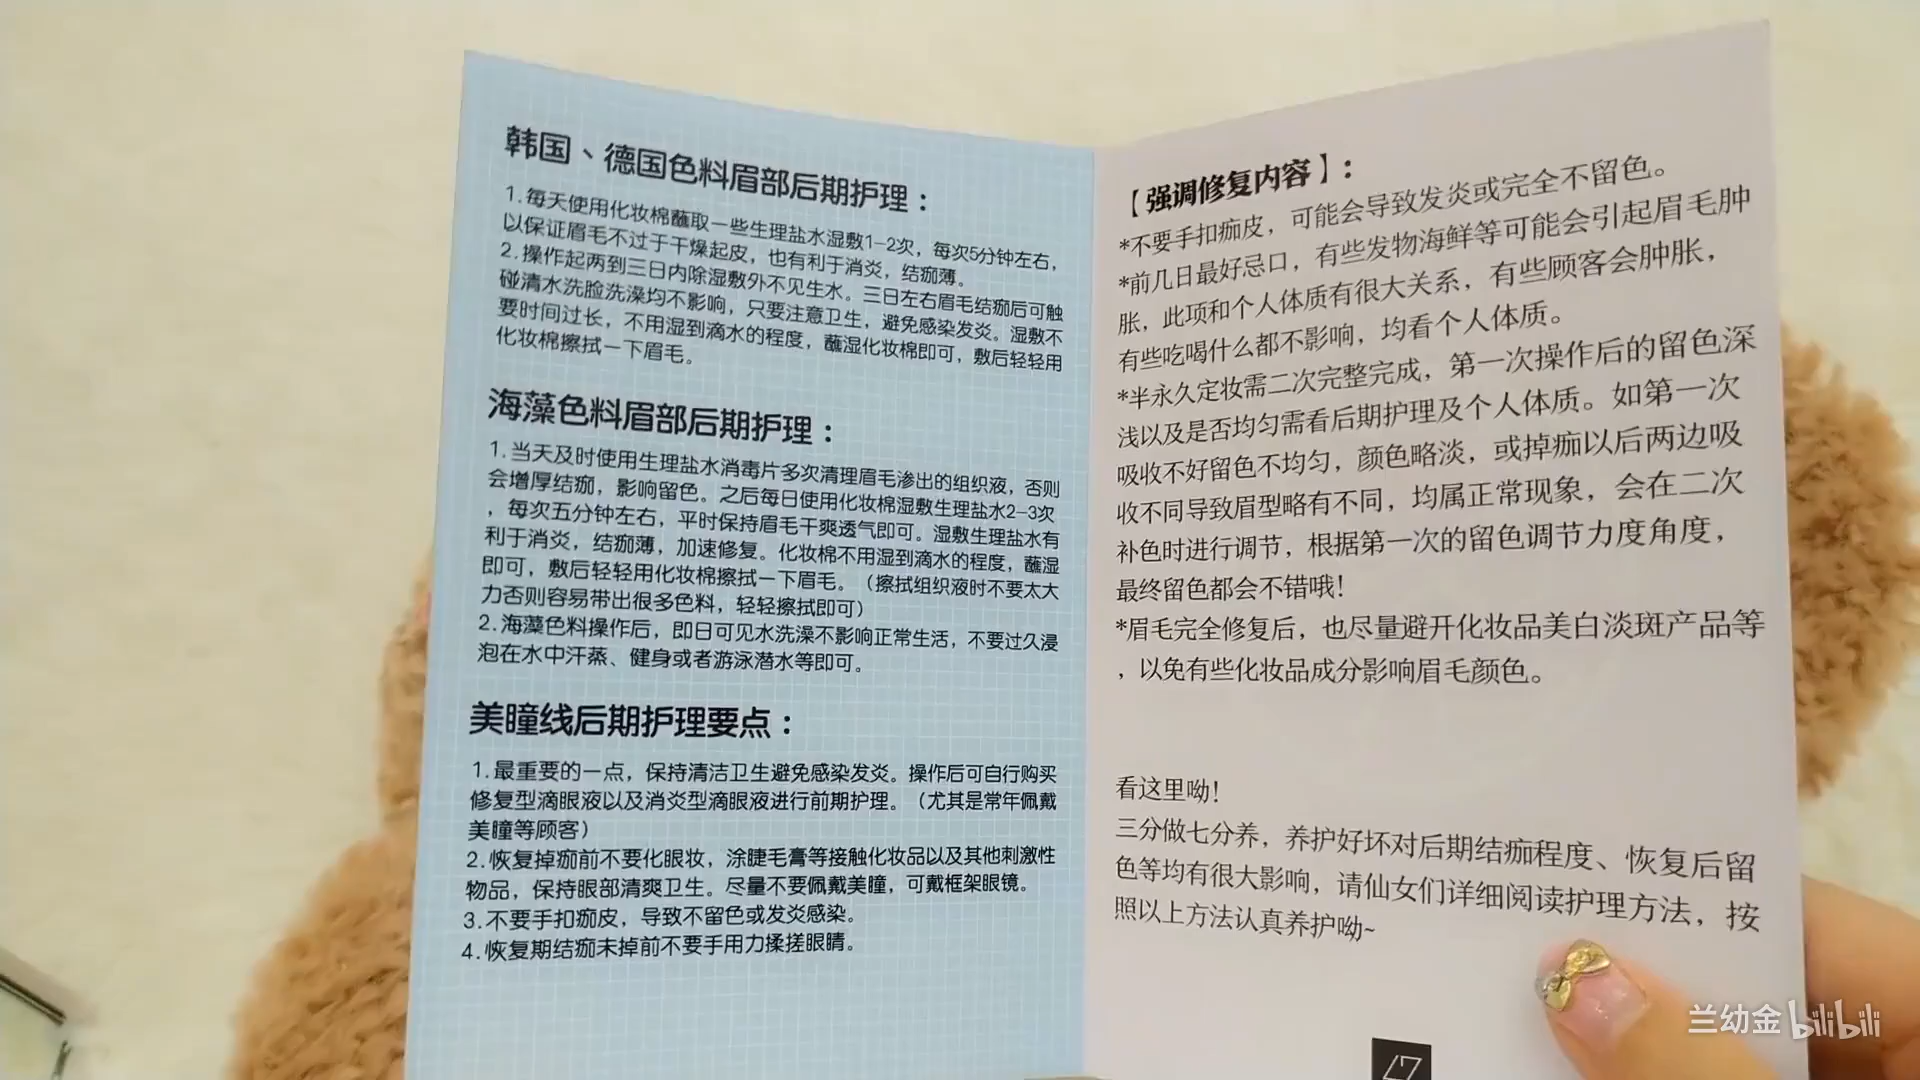 韩国、德国色料眉部后期护理：
1.每天使用化妆棉蘸取一些生理盐水湿敷1-2次，每次5分钟左右，
以保证眉毛不过于干燥起皮，也有利于消炎，结痂薄。
2.操作起两到三日内除湿敷外不见生水。三日左右眉毛结痂后可触
碰清水洗脸洗澡均不影响，只要注意卫生，避免感染发炎。湿敷不
要时间过长，不用湿到滴水的程度，蘸湿化妆棉即可，敷后轻轻用
化妆棉擦拭一下眉毛。
海藻色料眉部后期护理：
1.当天及时使用生理盐水消毒片多次清理眉毛渗出的组织液，否则
会增厚结痂，影响留色。之后每日使用化妆棉湿敷生理盐水2-3次
，每次五分钟左右，平时保持眉毛干爽透气即可。湿敷生理盐水有
利于消炎，结痂薄，加速修复。化妆棉不用湿到滴水的程度，蘸湿
即可，敷后轻轻用化妆棉擦拭一下眉毛。（擦拭组织液时不要太大
力否则容易带出很多色料，轻轻擦拭即可）
2.海藻色料操作后，即日可见水洗澡不影响正常生活，不要过久浸
泡在水中汗蒸、健身或者游泳潜水等即可。
美瞳线后期护理要点：
1.最重要的一点，保持清洁卫生避免感染发炎。操作后可自行购买
修复型滴眼液以及消炎型滴眼液进行前期护理。（尤其是常年佩戴
美瞳等顾客）
2.恢复掉痂前不要化眼妆，涂睫毛膏等接触化妆品以及其他刺激性
物品，保持眼部清爽卫生。尽量不要佩戴美瞳，可戴框架眼镜。
3.不要手扣痂皮，导致不留色或发炎感染。
4.恢复期结痂未掉前不要手用力揉搓眼睛。
【强调修复内容】：
*不要手扣痂皮，可能会导致发炎或完全不留色。
*前几日最好忌口，有些发物海鲜等可能会引起眉毛肿
胀，此项和个人体质有很大关系，有些顾客会肿胀，
有些吃喝什么都不影响，均看个人体质。
*半永久定妆需二次完整完成，第一次操作后的留色深
浅以及是否均匀需看后期护理及个人体质。如第一次
吸收不好留色不均匀，颜色略淡，或掉痂以后两边吸
收不同导致眉型略有不同，均属正常现象，会在二次
补色时进行调节，根据第一次的留色调节力度角度，
最终留色都会不错哦！
*眉毛完全修复后，也尽量避开化妆品美白淡斑产品等
，以免有些化妆品成分影响眉毛颜色。
看这里呦！
三分做七分养，养护好坏对后期结痂程度、恢复后留
色等均有很大影响，请仙女们详细阅读护理方法，按
照以上方法认真养护呦~
兰幼金 bilibili